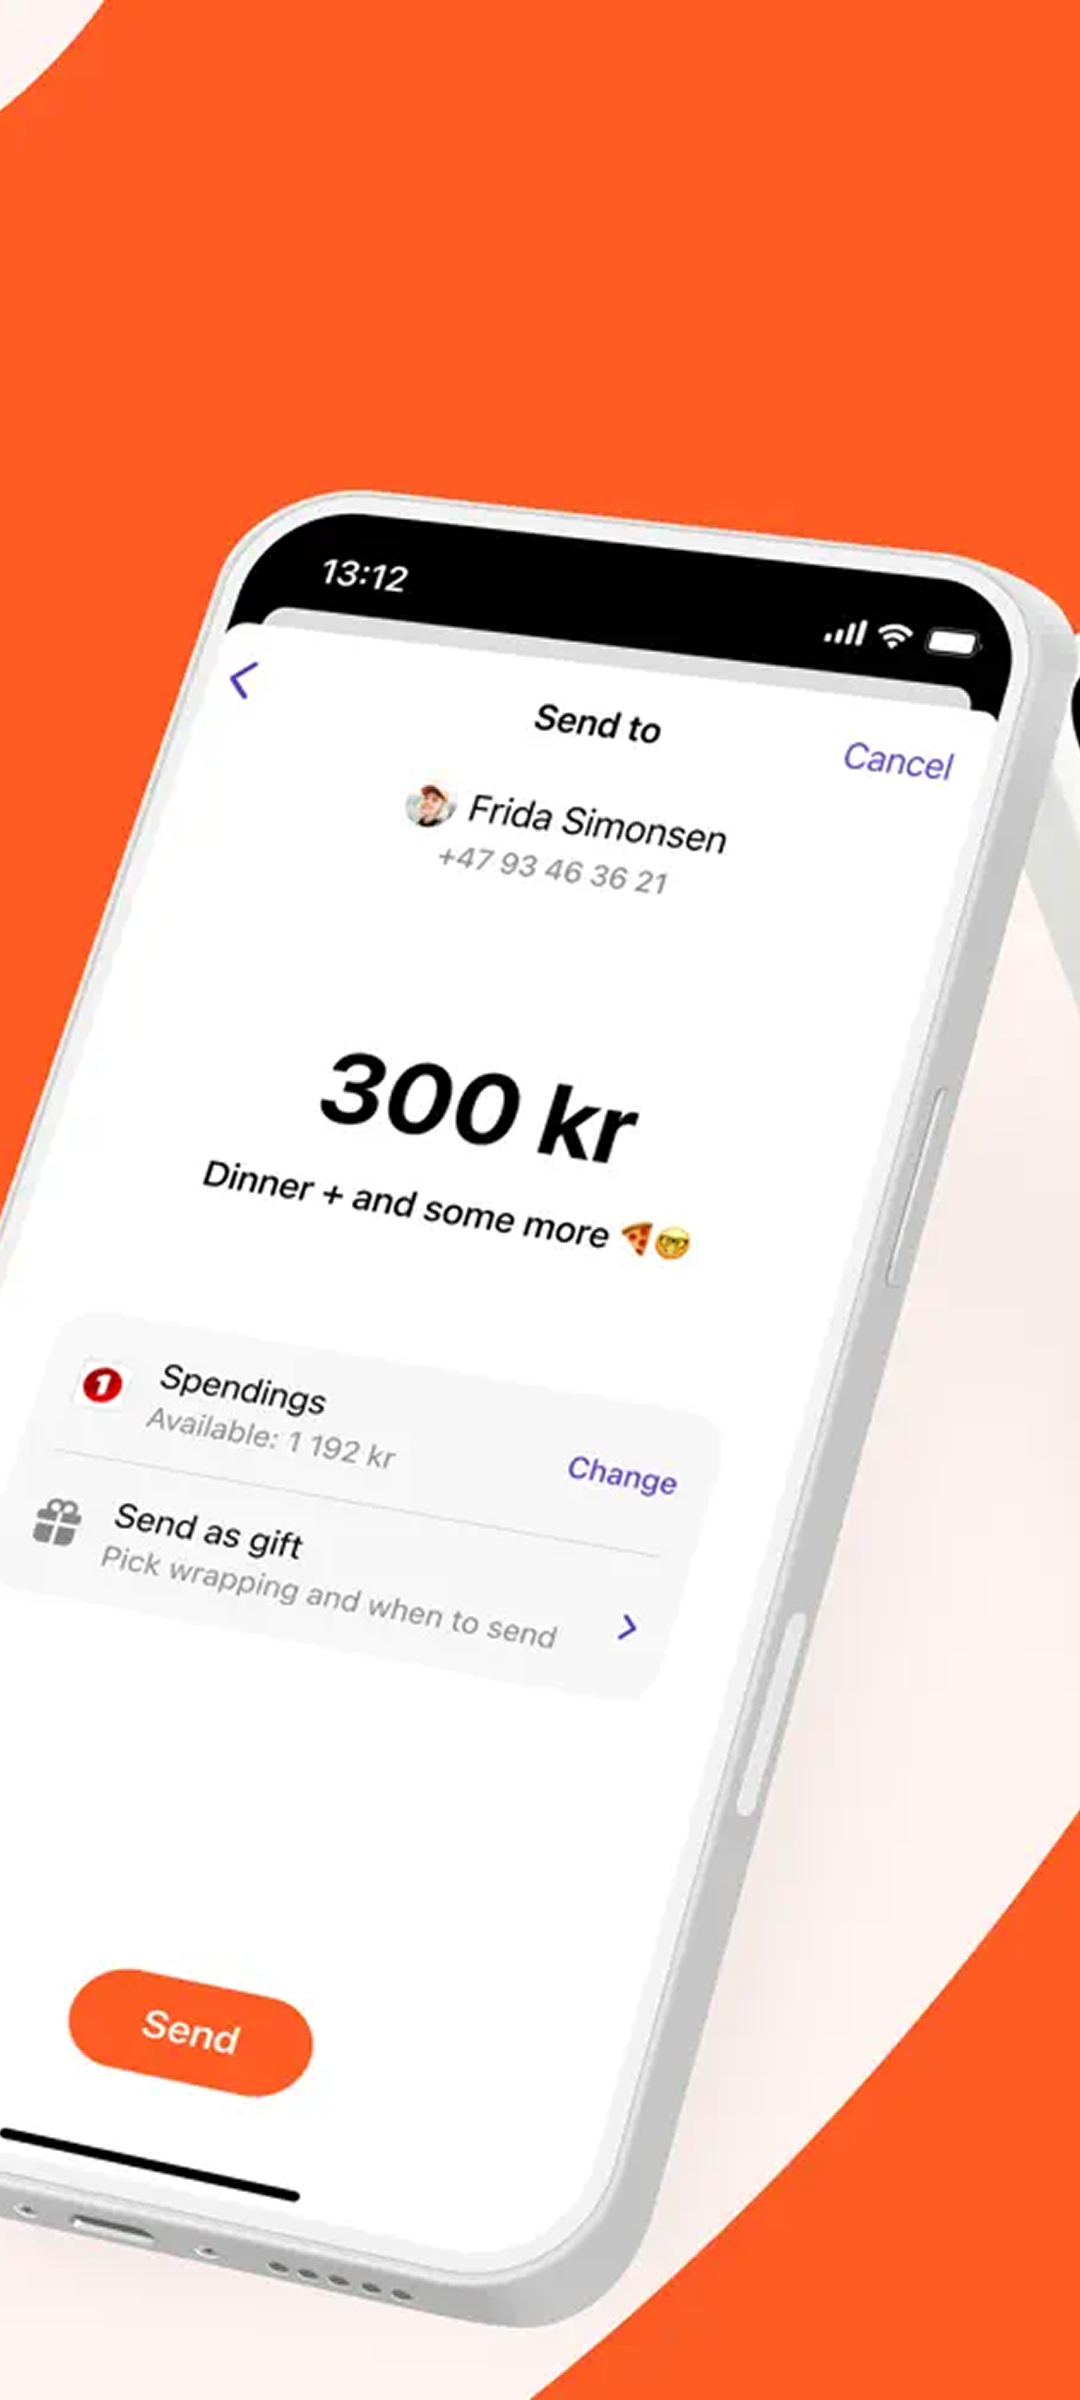 13:12
Send to
Cancel
Frida Simonsen
+47 93 46 36 21
300 kr
Dinner + and some more 🍕🤓
1
Spendings
Available: 1 192 kr
Change
Send as gift
Pick wrapping and when to send
Send